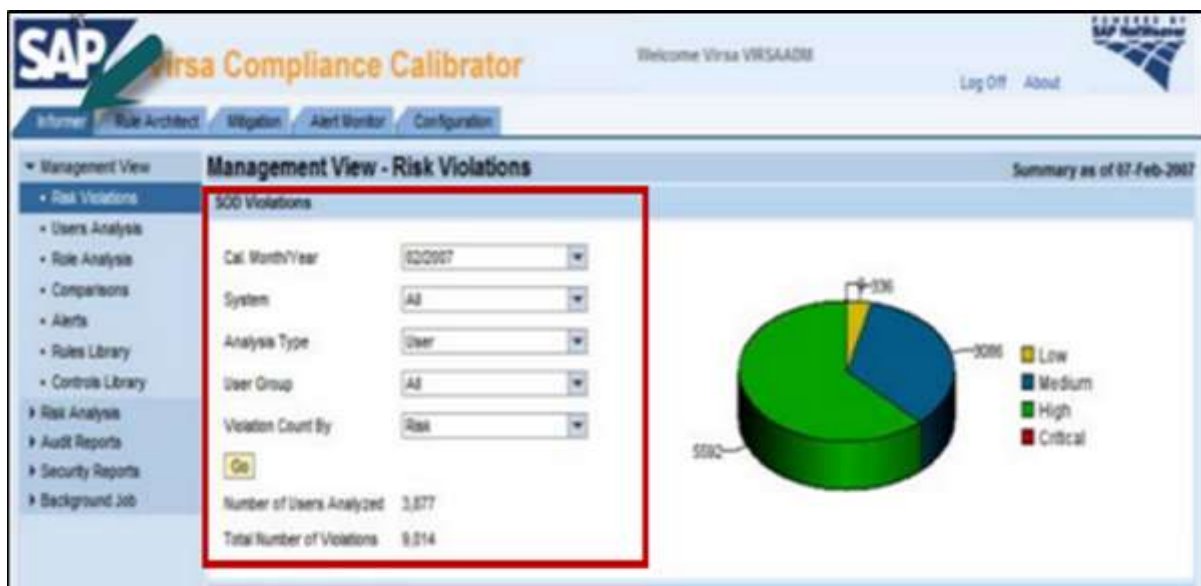 POWERED BY
SAP NetWeaver
SAP
Virsa Compliance Calibrator
Welcome Virsa VIRSAADM
Log Off About
Informer Rule Architect Mitigation Alert Monitor Configuration
Management View
Risk Violations
Users Analysis
Role Analysis
Comparisons
Alerts
Rules Library
Controls Library
Risk Analysis
Audit Reports
Security Reports
Background Job
Management View - Risk Violations
Summary as of 07-Feb-2007
SOD Violations
Cal. Month/Year 02/2007
System All
Analysis Type User
User Group All
Violation Count By Risk
Go
Number of Users Analyzed 3,877
Total Number of Violations 9,014
336
3086
5592
Low
Medium
High
Critical